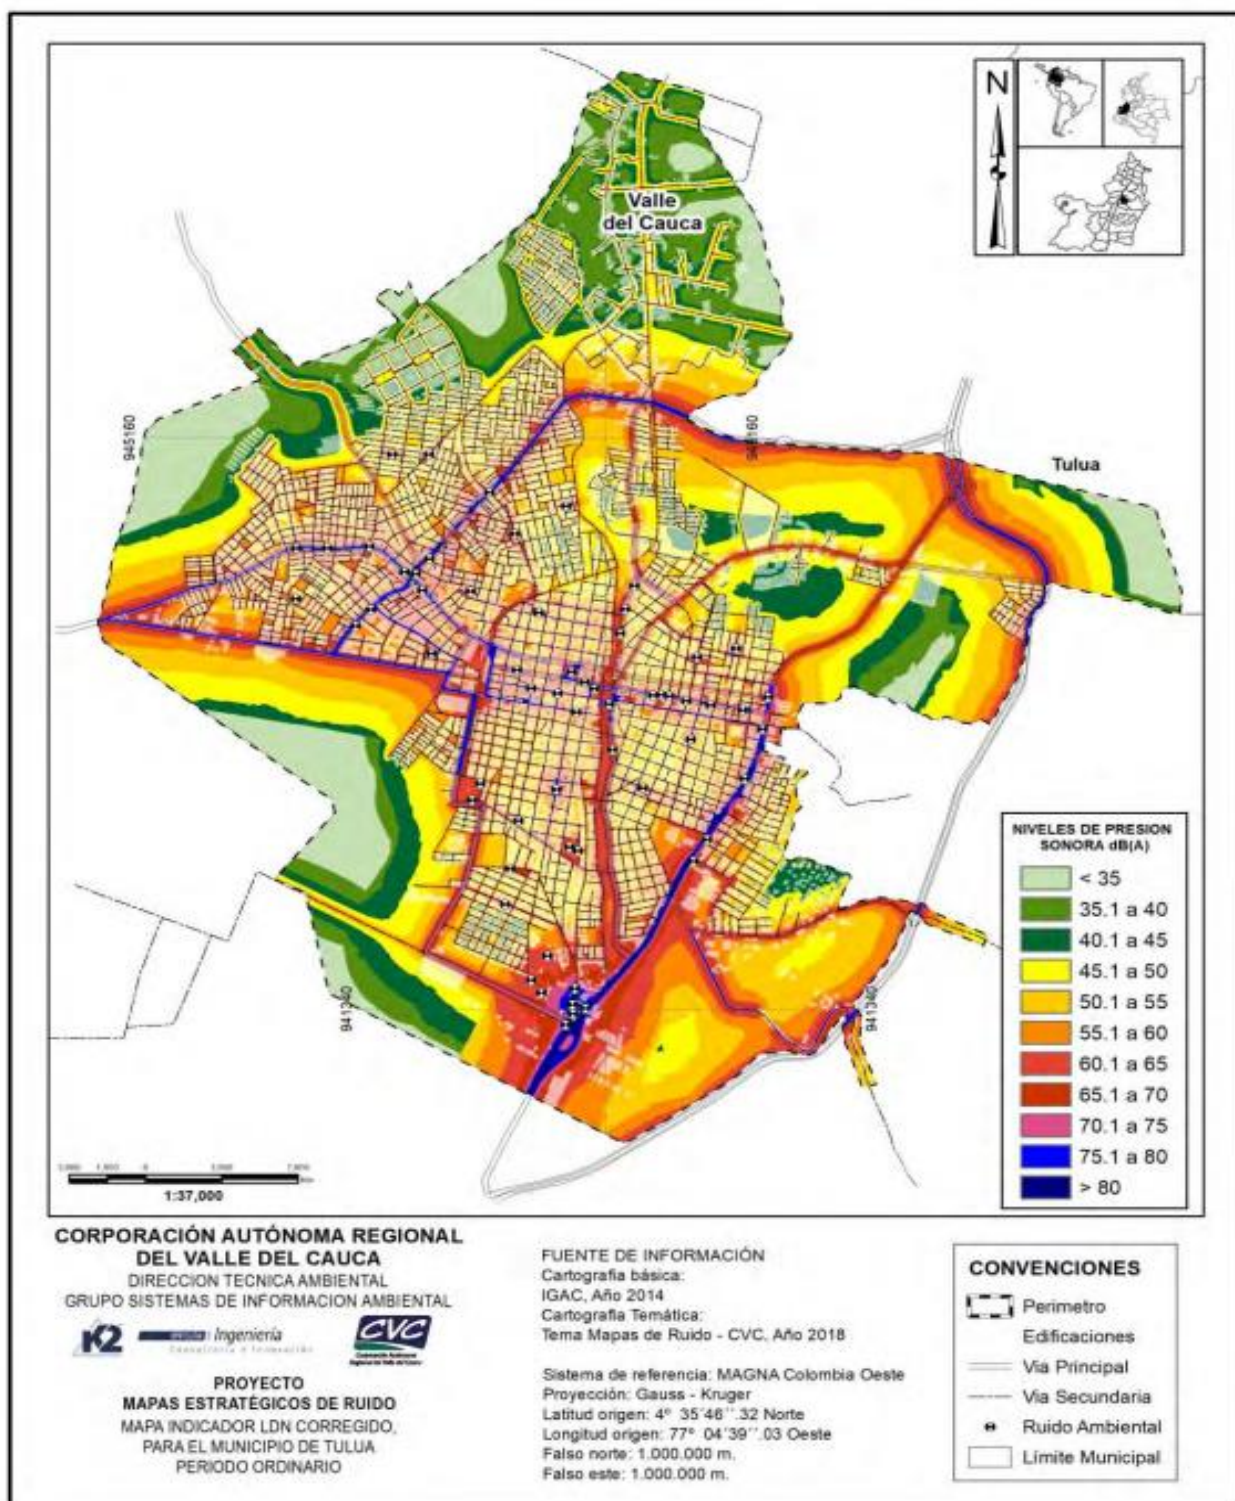 N
Valle
del Cauca
945160
945160
Tulua
941340
941340
NIVELES DE PRESION
SONORA dB(A)
< 35
35.1 a 40
40.1 a 45
45.1 a 50
50.1 a 55
55.1 a 60
60.1 a 65
65.1 a 70
70.1 a 75
75.1 a 80
> 80
1:37,000
CORPORACIÓN AUTÓNOMA REGIONAL
DEL VALLE DEL CAUCA
DIRECCION TECNICA AMBIENTAL
GRUPO SISTEMAS DE INFORMACION AMBIENTAL
K2 Ingeniería
CVC
PROYECTO
MAPAS ESTRATÉGICOS DE RUIDO
MAPA INDICADOR LDN CORREGIDO,
PARA EL MUNICIPIO DE TULUA
PERIODO ORDINARIO
FUENTE DE INFORMACIÓN
Cartografia básica:
IGAC, Año 2014
Cartografia Temática:
Tema Mapas de Ruido - CVC, Año 2018
Sistema de referencia: MAGNA Colombia Oeste
Proyección: Gauss - Kruger
Latitud origen: 4º 35´46´´.32 Norte
Longitud origen: 77º 04´39´´.03 Oeste
Falso norte: 1.000.000 m.
Falso este: 1.000.000 m.
CONVENCIONES
Perimetro
Edificaciones
Via Principal
Via Secundaria
Ruido Ambiental
Límite Municipal